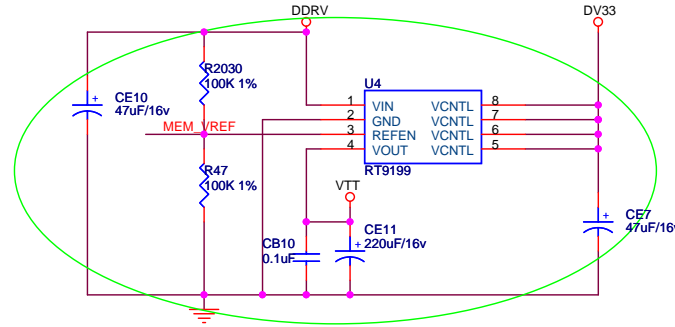 DDRV
DV33
R2030
100K 1%
U4
CE10
47uF/16v
1 VIN VCNTL 8
2 GND VCNTL 7
3 REFEN VCNTL 6
4 VOUT VCNTL 5
MEM_VREF
R47
100K 1%
RT9199
VTT
CE7
47uF/16v
CE11
220uF/16v
CB10
0.1uF
+
+
+